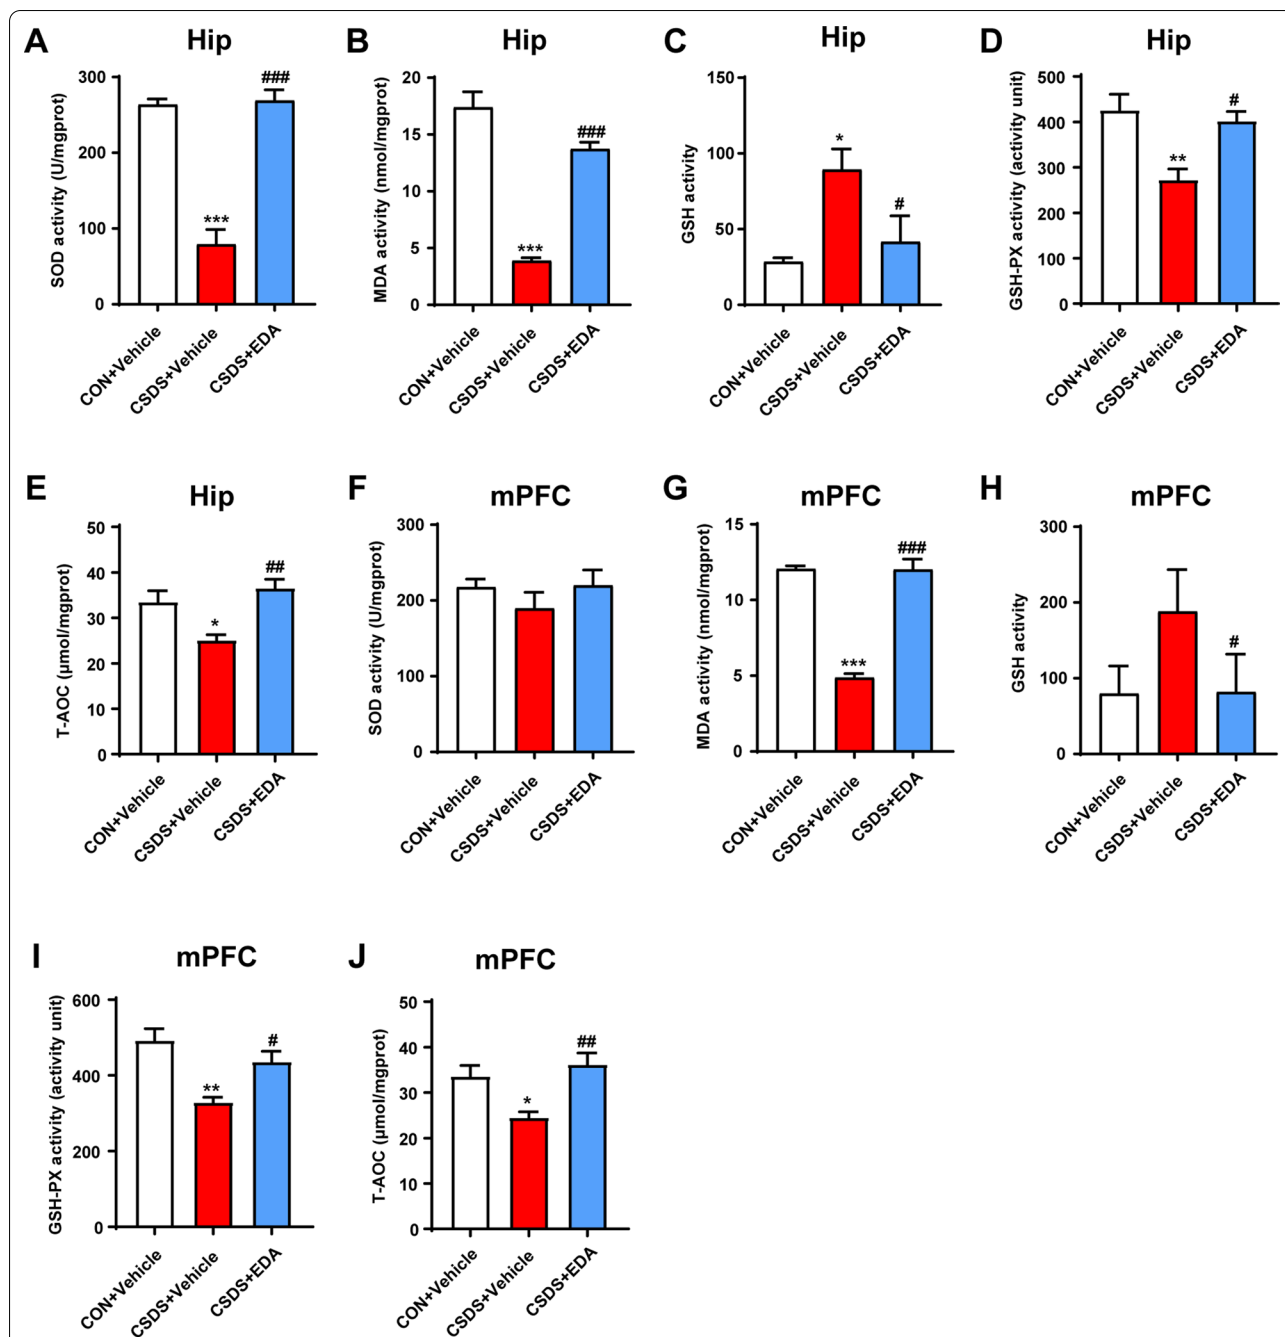 A Hip
SOD activity (U/mgprot)
300
200
100
0
***
###
CON+Vehicle
CSDS+Vehicle
CSDS+EDA
B Hip
MDA activity (nmol/mgprot)
20
15
10
5
0
***
###
CON+Vehicle
CSDS+Vehicle
CSDS+EDA
C Hip
GSH activity
150
100
50
0
*
#
CON+Vehicle
CSDS+Vehicle
CSDS+EDA
D Hip
GSH-PX activity (activity unit)
500
400
300
200
100
0
**
#
CON+Vehicle
CSDS+Vehicle
CSDS+EDA
E Hip
T-AOC (μmol/mgprot)
50
40
30
20
10
0
*
##
CON+Vehicle
CSDS+Vehicle
CSDS+EDA
F mPFC
SOD activity (U/mgprot)
300
200
100
0
CON+Vehicle
CSDS+Vehicle
CSDS+EDA
G mPFC
MDA activity (nmol/mgprot)
15
10
5
0
***
###
CON+Vehicle
CSDS+Vehicle
CSDS+EDA
H mPFC
GSH activity
300
200
100
0
#
CON+Vehicle
CSDS+Vehicle
CSDS+EDA
I mPFC
GSH-PX activity (activity unit)
600
400
200
0
**
#
CON+Vehicle
CSDS+Vehicle
CSDS+EDA
J mPFC
T-AOC (μmol/mgprot)
50
40
30
20
10
0
*
##
CON+Vehicle
CSDS+Vehicle
CSDS+EDA